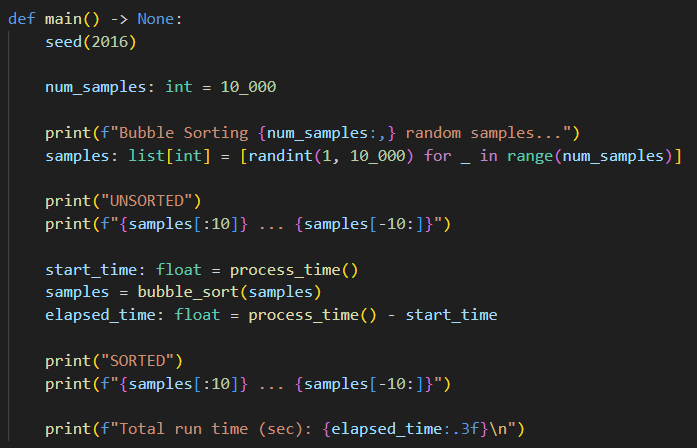 def main() -> None:
    seed(2016)

    num_samples: int = 10_000

    print(f"Bubble Sorting {num_samples:,} random samples...")
    samples: list[int] = [randint(1, 10_000) for _ in range(num_samples)]

    print("UNSORTED")
    print(f"{samples[:10]} ... {samples[-10:]}")

    start_time: float = process_time()
    samples = bubble_sort(samples)
    elapsed_time: float = process_time() - start_time

    print("SORTED")
    print(f"{samples[:10]} ... {samples[-10:]}")

    print(f"Total run time (sec): {elapsed_time:.3f}\n")